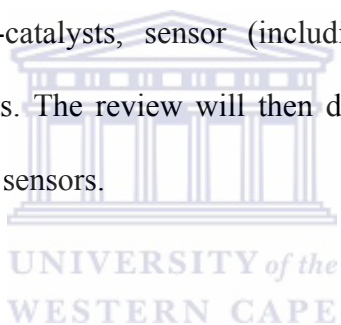 -catalysts, sensor (includi
s. The review will then d
sensors.
UNIVERSITY of the
WESTERN CAPE